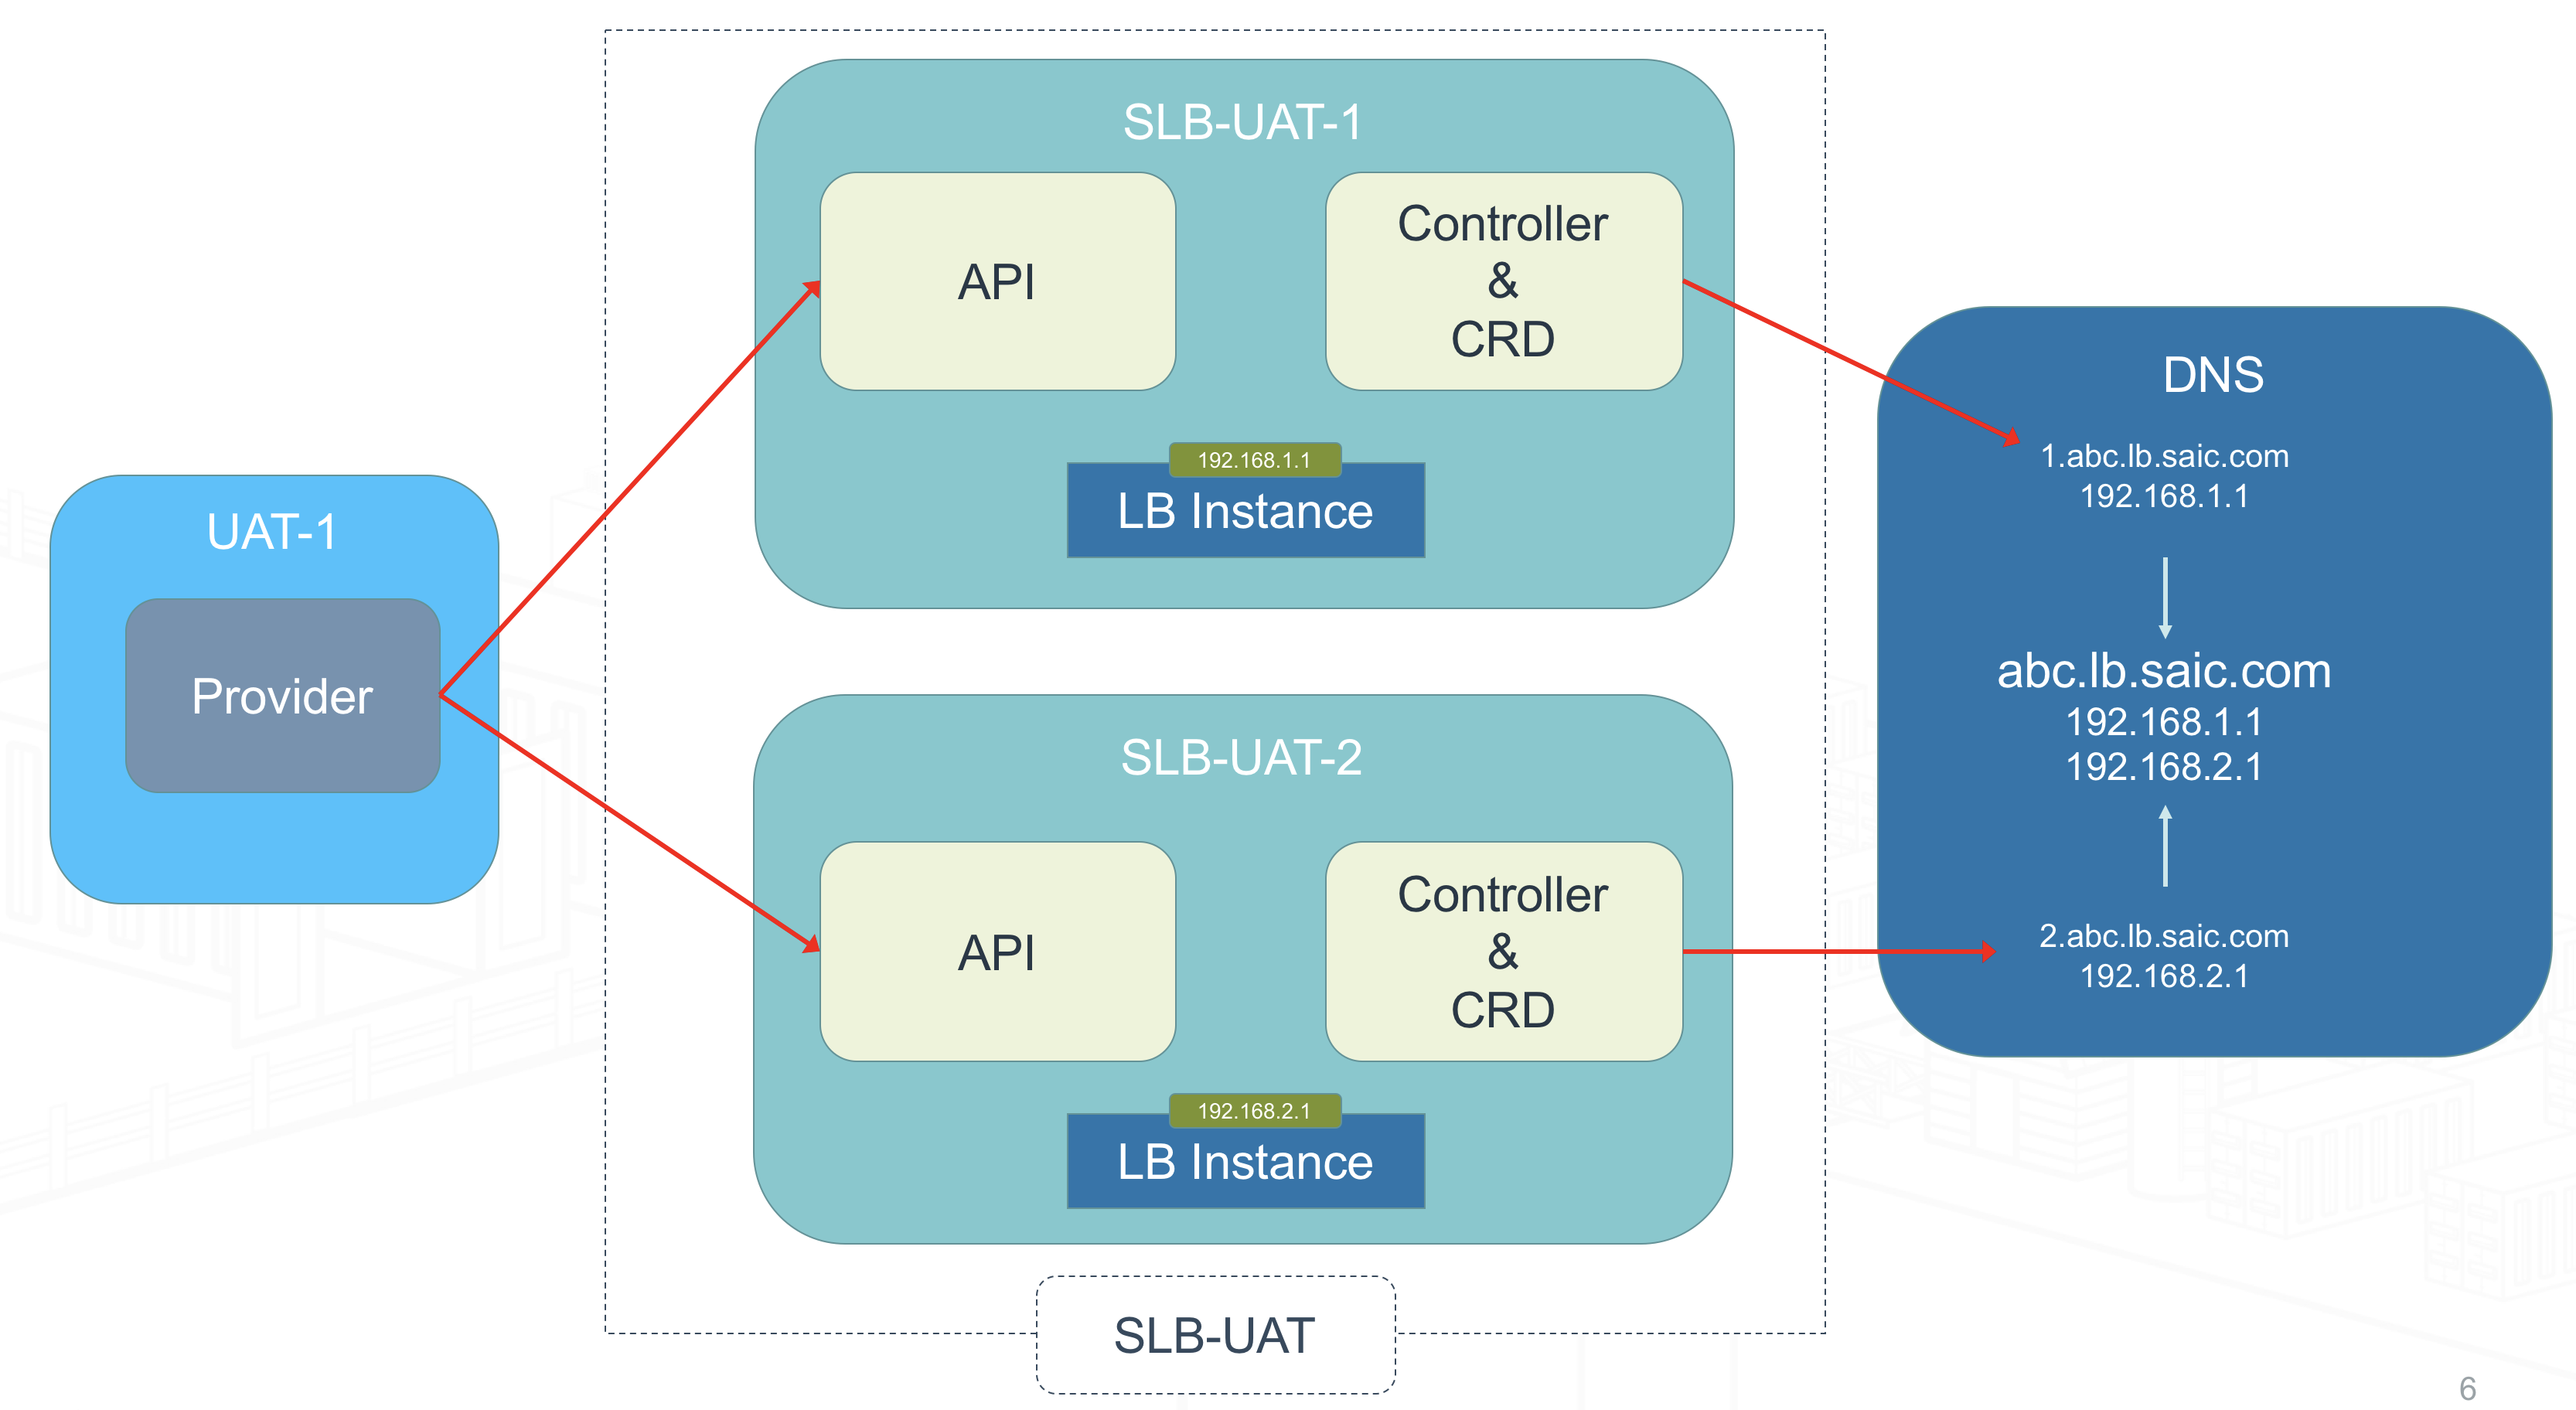 UAT-1
Provider
SLB-UAT-1
API
Controller
&
CRD
192.168.1.1
LB Instance
SLB-UAT-2
API
Controller
&
CRD
192.168.2.1
LB Instance
SLB-UAT
DNS
1.abc.lb.saic.com
192.168.1.1
abc.lb.saic.com
192.168.1.1
192.168.2.1
2.abc.lb.saic.com
192.168.2.1
6